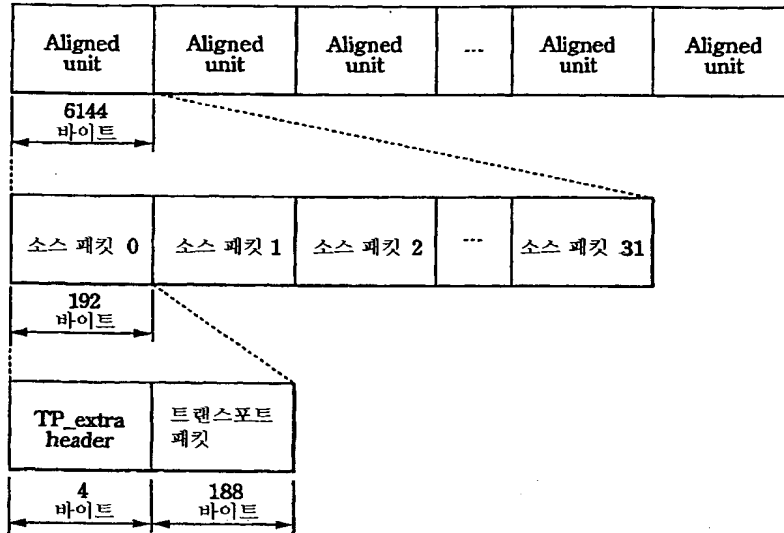 Aligned unit
Aligned unit
Aligned unit
...
Aligned unit
Aligned unit
6144
바이트
소스 패킷 0
소스 패킷 1
소스 패킷 2
...
소스 패킷 31
192
바이트
TP_extra header
트랜스포트 패킷
4
바이트
188
바이트